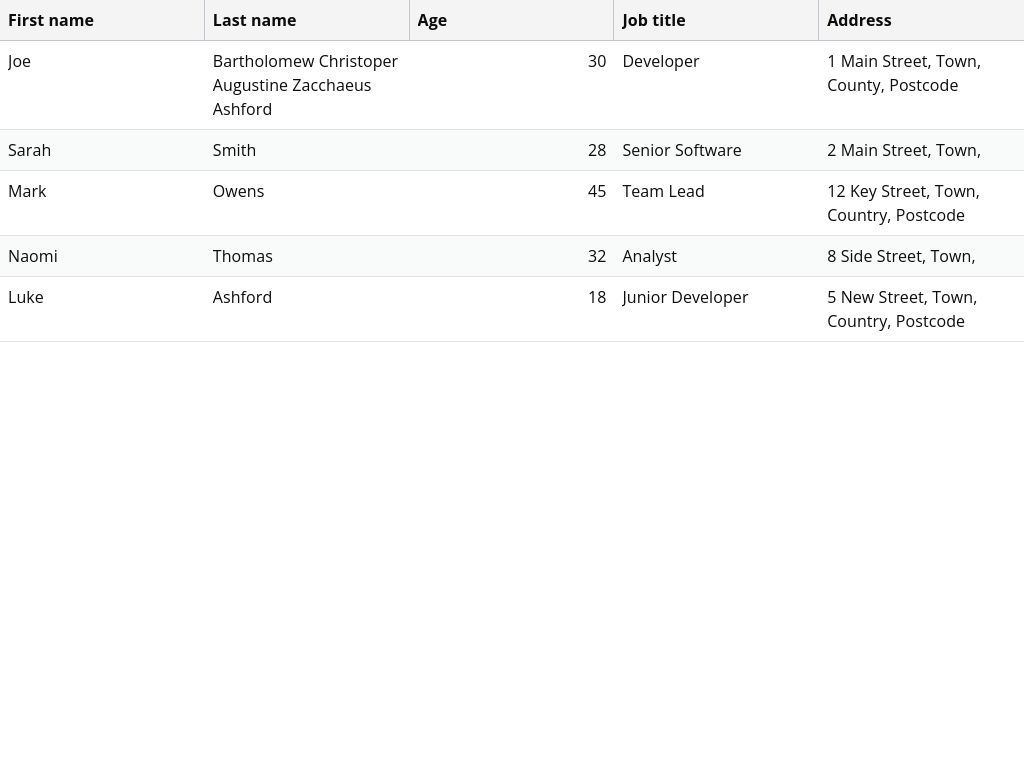 First name Last name Age Job title Address
Joe Bartholomew Christoper 30 Developer 1 Main Street, Town,
Augustine Zacchaeus County, Postcode
Ashford
Sarah Smith 28 Senior Software 2 Main Street, Town,
Mark Owens 45 Team Lead 12 Key Street, Town,
Country, Postcode
Naomi Thomas 32 Analyst 8 Side Street, Town,
Luke Ashford 18 Junior Developer 5 New Street, Town,
Country, Postcode